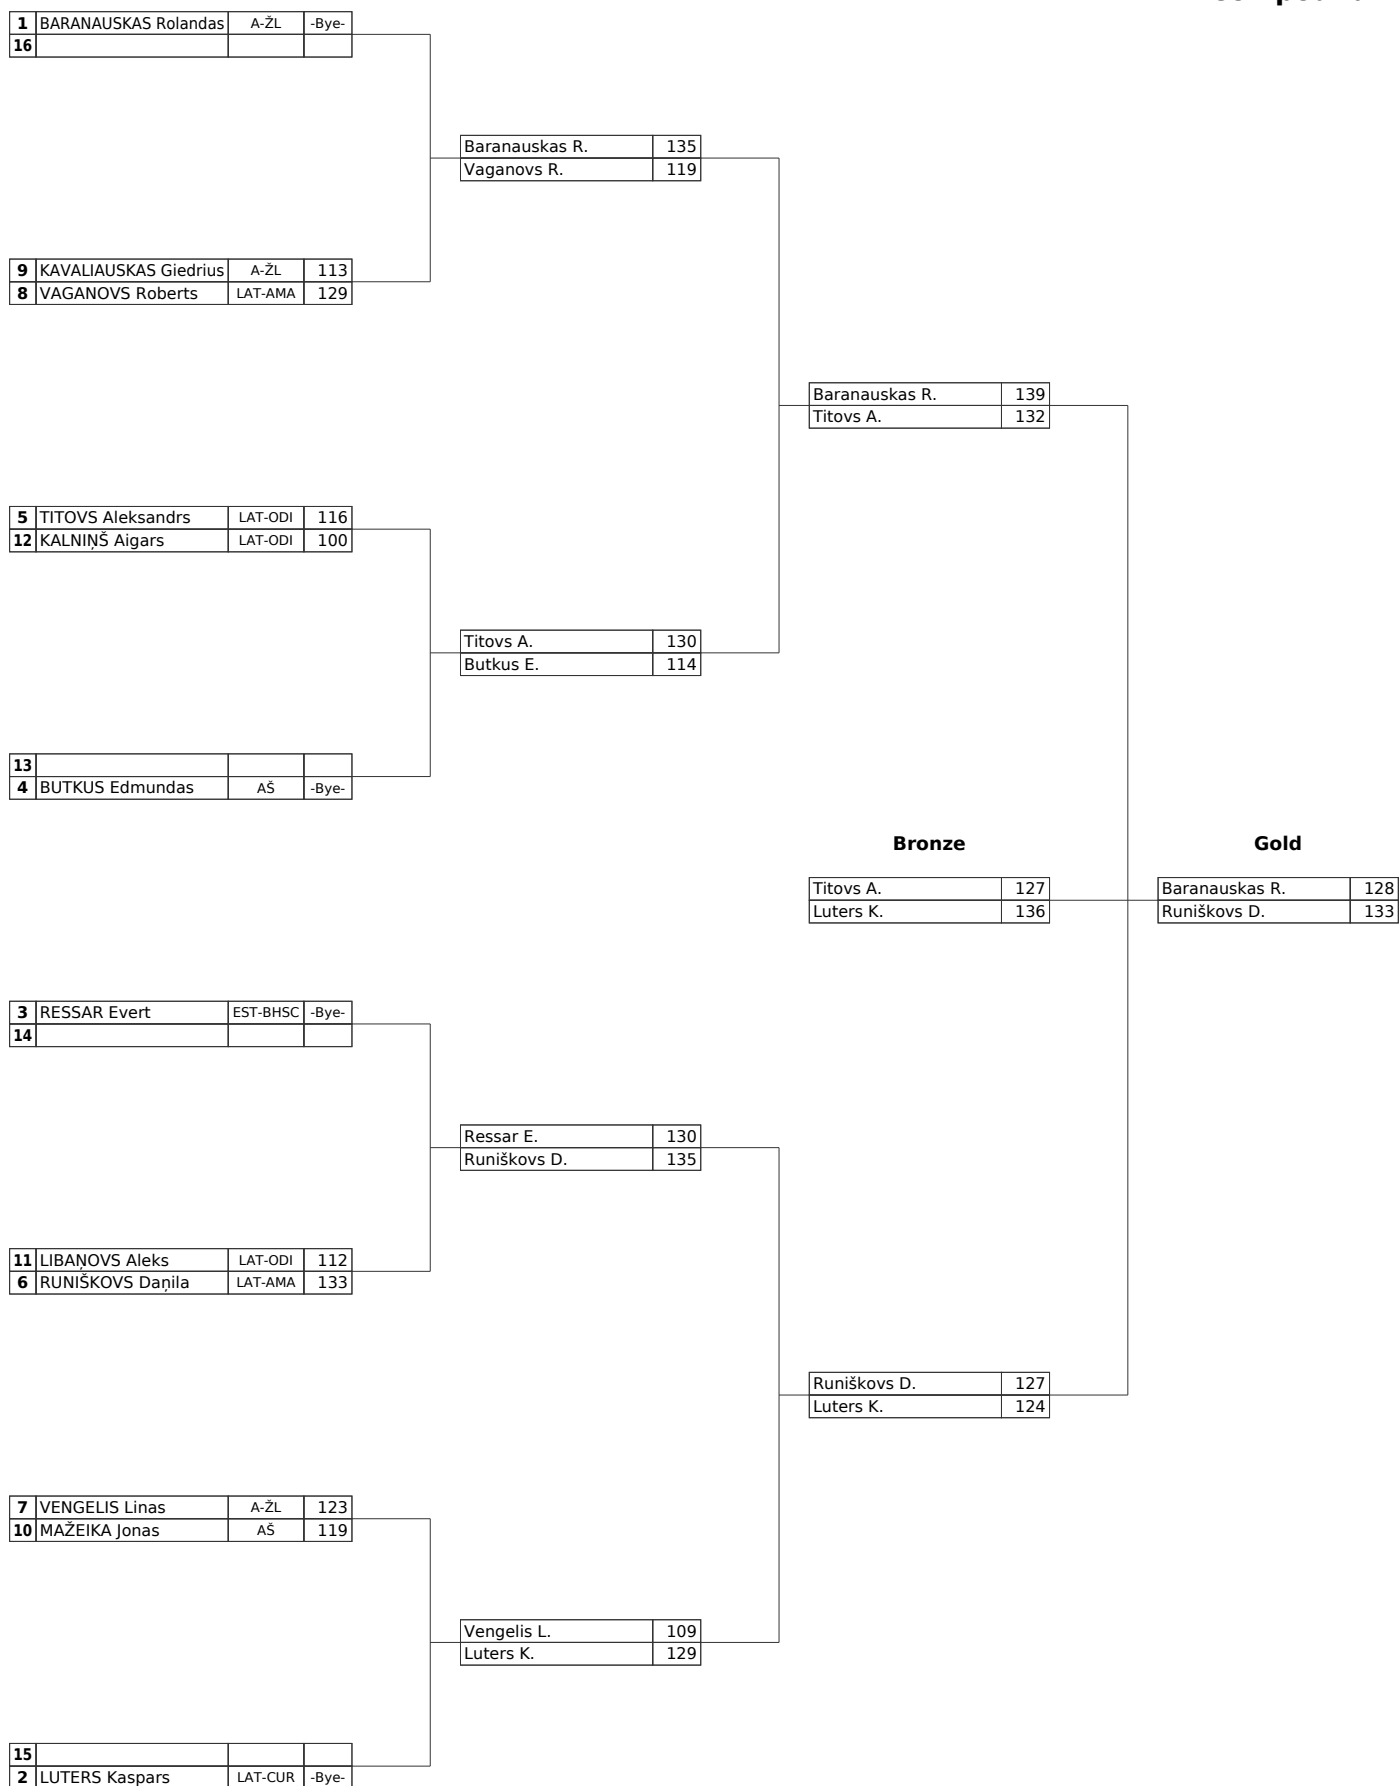 1 BARANAUSKAS Rolandas A-ŽL -Bye-
16
Baranauskas R. 135
Vaganovs R. 119
9 KAVALIAUSKAS Giedrius A-ŽL 113
8 VAGANOVS Roberts LAT-AMA 129
Baranauskas R. 139
Titovs A. 132
5 TITOVS Aleksandrs LAT-ODI 116
12 KALNIŅŠ Aigars LAT-ODI 100
Titovs A. 130
Butkus E. 114
13
4 BUTKUS Edmundas AŠ -Bye-
Bronze Gold
Titovs A. 127 Baranauskas R. 128
Luters K. 136 Runiškovs D. 133
3 RESSAR Evert EST-BHSC -Bye-
14
Ressar E. 130
Runiškovs D. 135
11 LIBAŅOVS Aleks LAT-ODI 112
6 RUNIŠKOVS Daņila LAT-AMA 133
Runiškovs D. 127
Luters K. 124
7 VENGELIS Linas A-ŽL 123
10 MAŽEIKA Jonas AŠ 119
Vengelis L. 109
Luters K. 129
15
2 LUTERS Kaspars LAT-CUR -Bye-